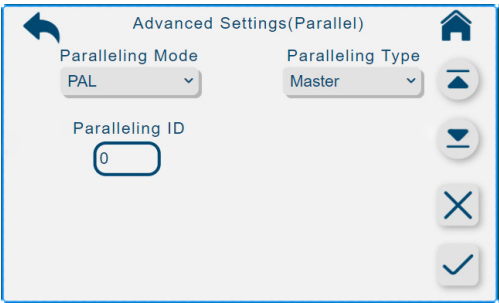 Advanced Settings(Parallel)
Paralleling Mode
Paralleling Type
PAL
Master
Paralleling ID
0